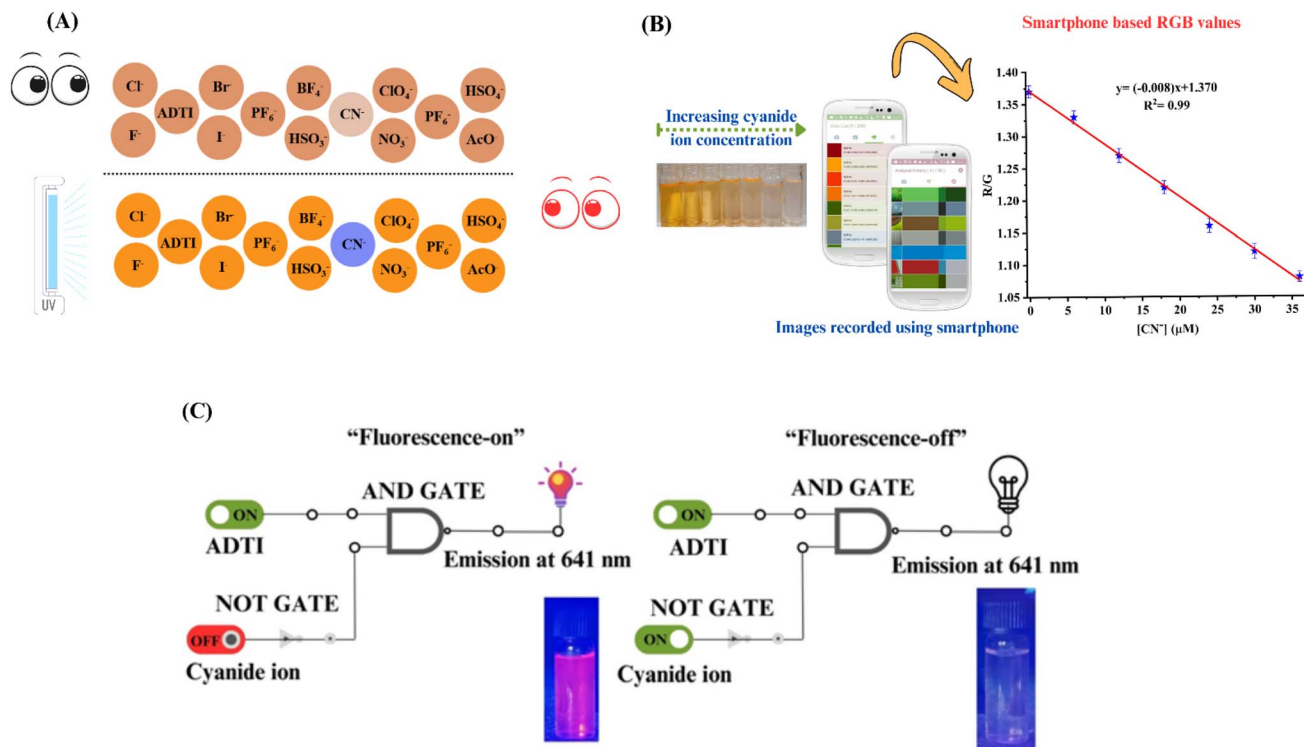 (A)
Cl⁻
Br⁻
BF₄⁻
ClO₄⁻
HSO₄⁻
ADTI
PF₆⁻
CN⁻
PF₆⁻
F⁻
I⁻
HSO₃⁻
NO₃⁻
AcO⁻
Cl⁻
Br⁻
BF₄⁻
ClO₄⁻
HSO₄⁻
ADTI
PF₆⁻
CN⁻
PF₆⁻
F⁻
I⁻
HSO₃⁻
NO₃⁻
AcO⁻
UV
(B)
Smartphone based RGB values
Increasing cyanide
ion concentration
Images recorded using smartphone
y= (-0.008)x+1.370
R²= 0.99
R/G
1.40
1.35
1.30
1.25
1.20
1.15
1.10
1.05
0
5
10
15
20
25
30
35
[CN⁻] (μM)
(C)
“Fluorescence-on”
AND GATE
ON
ADTI
Emission at 641 nm
NOT GATE
OFF
Cyanide ion
“Fluorescence-off”
AND GATE
ON
ADTI
Emission at 641 nm
NOT GATE
ON
Cyanide ion